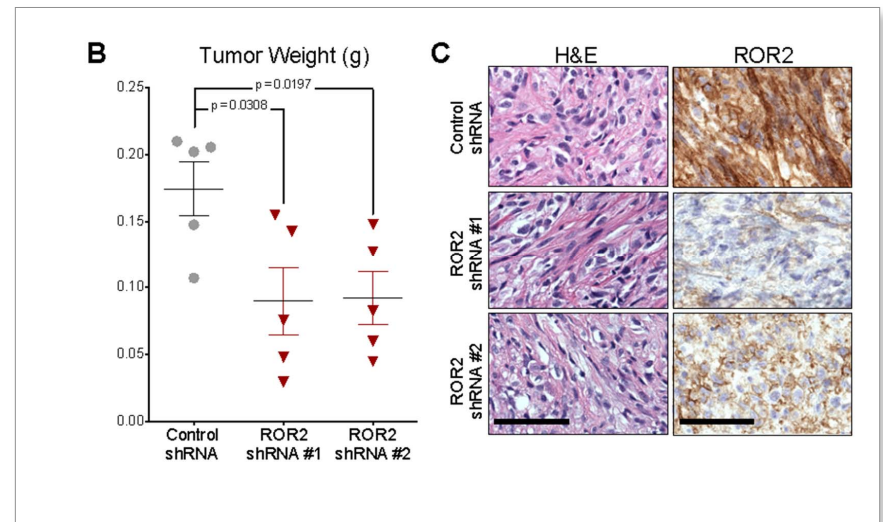 B
Tumor Weight (g)
0.25
0.20
0.15
0.10
0.05
0.00
p=0.0197
p=0.0308
Control
shRNA
ROR2
shRNA #1
ROR2
shRNA #2
C
H&E
ROR2
Control
shRNA
ROR2
shRNA #1
ROR2
shRNA #2